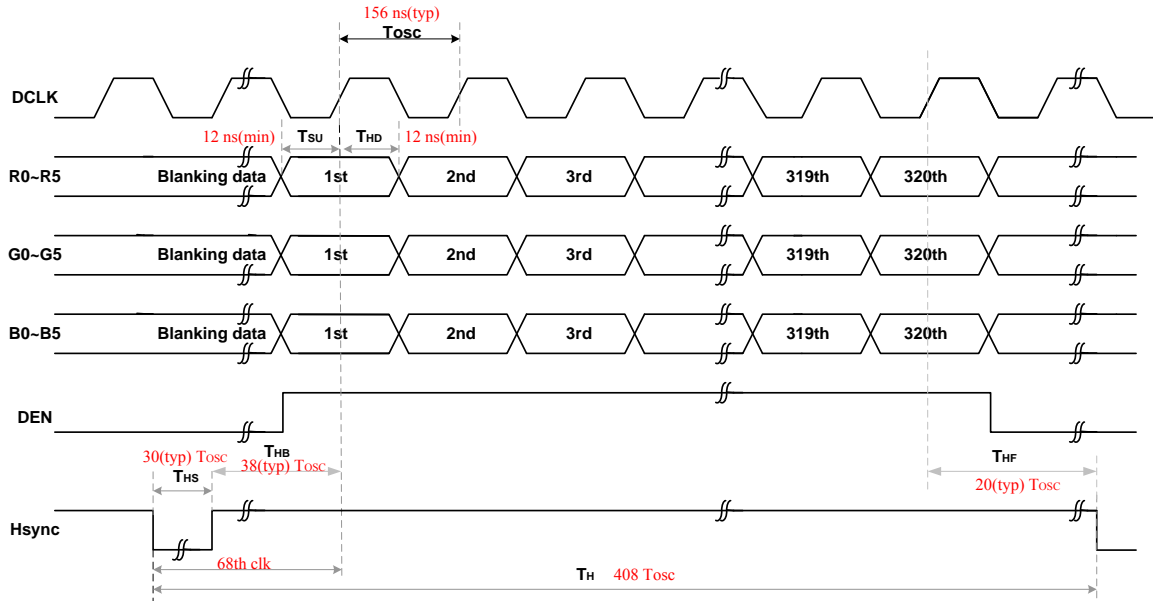 156 ns(typ)
Tosc
DCLK
12 ns(min)
TSU
THD
12 ns(min)
R0~R5
Blanking data
1st
2nd
3rd
319th
320th
G0~G5
Blanking data
1st
2nd
3rd
319th
320th
B0~B5
Blanking data
1st
2nd
3rd
319th
320th
DEN
30(typ) Tosc
THS
THB
38(typ) Tosc
THF
20(typ) Tosc
Hsync
68th clk
TH 408 Tosc